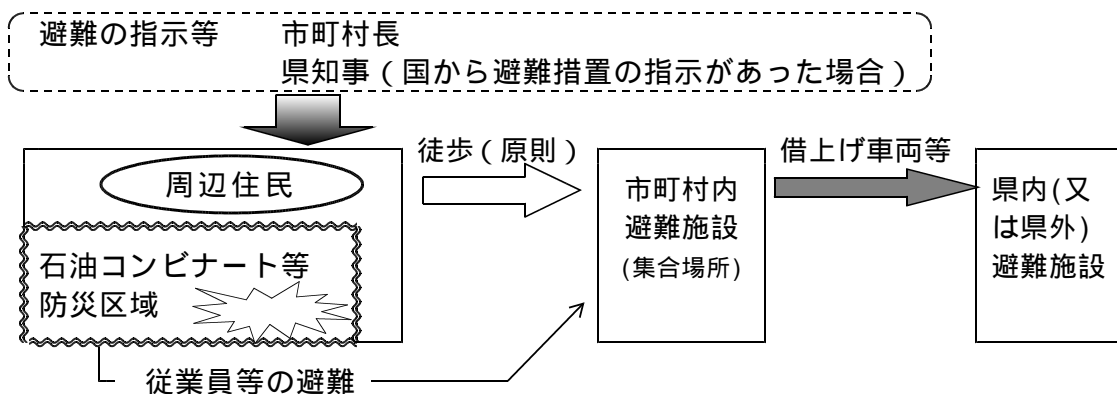 避難の指示等　　市町村長
県知事（国から避難措置の指示があった場合）
周辺住民
石油コンビナート等
防災区域
従業員等の避難
徒歩（原則）
市町村内
避難施設
(集合場所)
借上げ車両等
県内(又
は県外)
避難施設